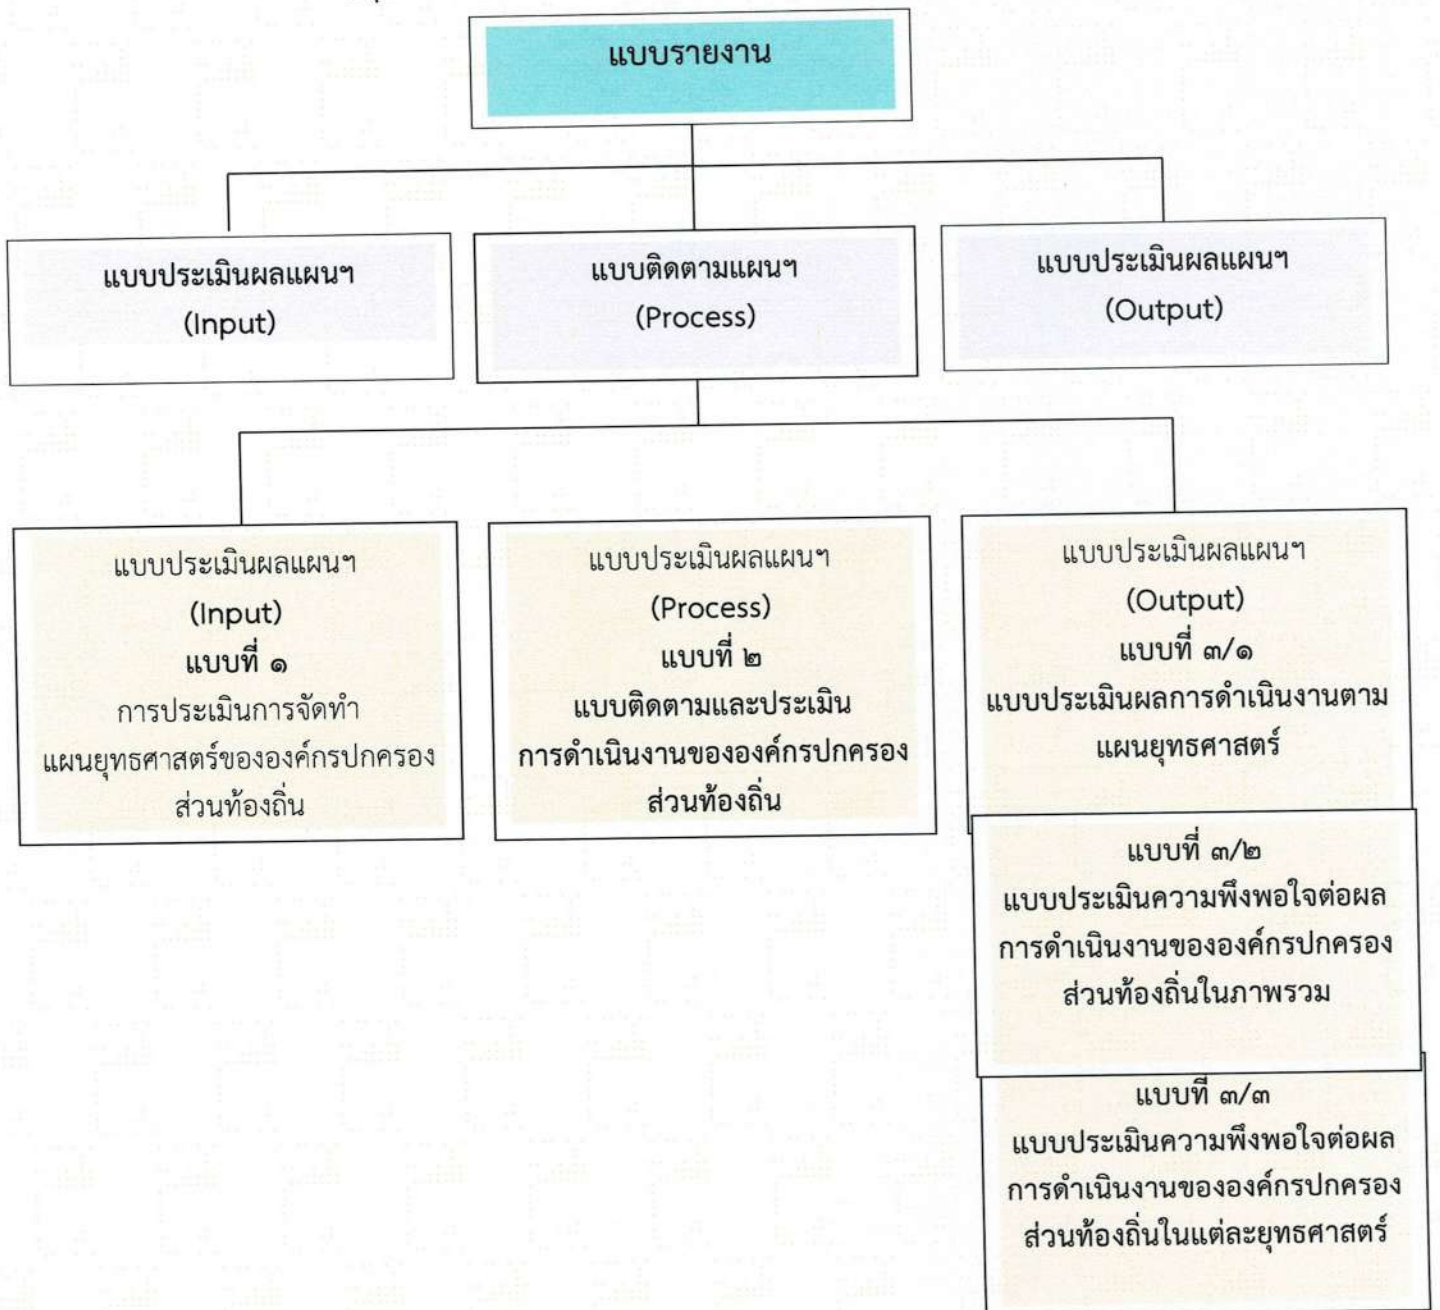 แบบรายงาน
แบบประเมินผลแผนฯ
(Input)
แบบติดตามแผนฯ
(Process)
แบบประเมินผลแผนฯ
(Output)
แบบประเมินผลแผนฯ
(Input)
แบบที่ ๑
การประเมินการจัดทำ
แผนยุทธศาสตร์ขององค์กรปกครอง
ส่วนท้องถิ่น
แบบประเมินผลแผนฯ
(Process)
แบบที่ ๒
แบบติดตามและประเมิน
การดำเนินงานขององค์กรปกครอง
ส่วนท้องถิ่น
แบบประเมินผลแผนฯ
(Output)
แบบที่ ๓/๑
แบบประเมินผลการดำเนินงานตาม
แผนยุทธศาสตร์
แบบที่ ๓/๒
แบบประเมินความพึงพอใจต่อผล
การดำเนินงานขององค์กรปกครอง
ส่วนท้องถิ่นในภาพรวม
แบบที่ ๓/๓
แบบประเมินความพึงพอใจต่อผล
การดำเนินงานขององค์กรปกครอง
ส่วนท้องถิ่นในแต่ละยุทธศาสตร์